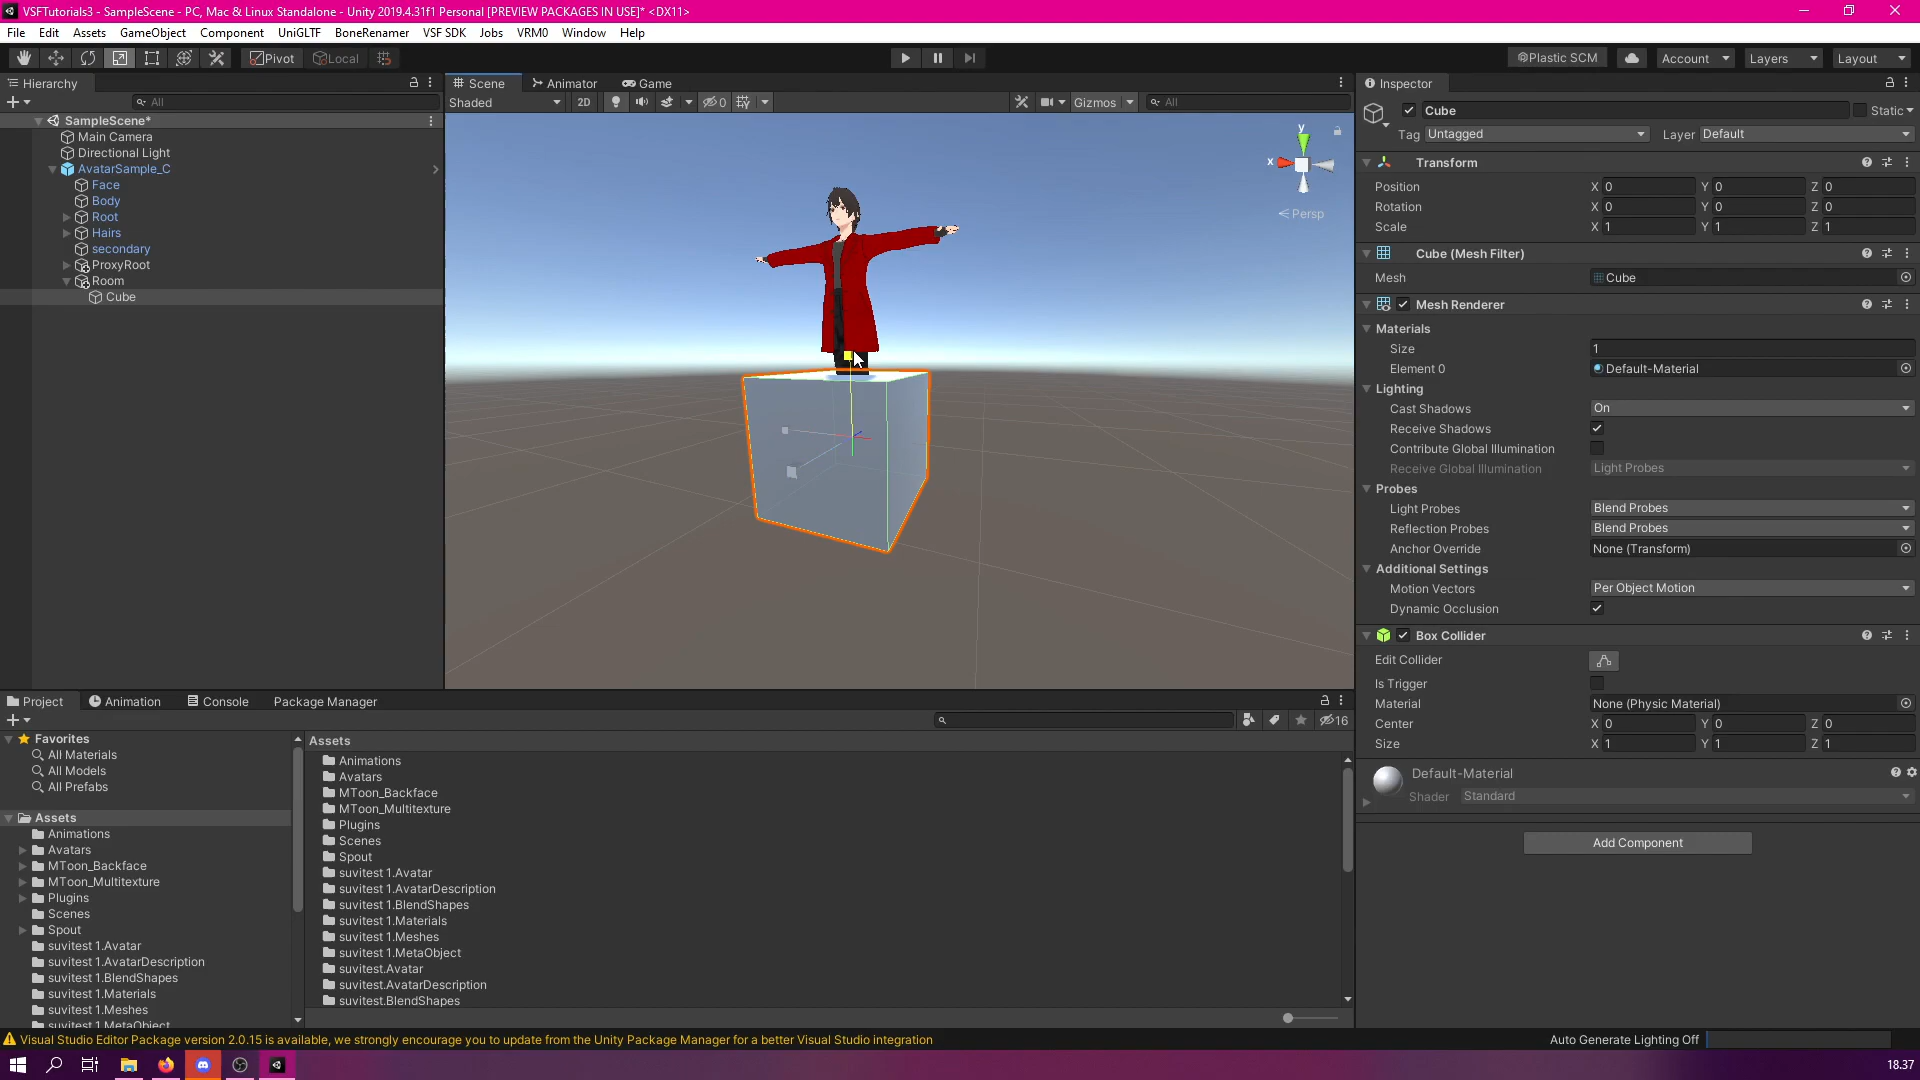 VSFTutorials3 - SampleScene - PC, Mac & Linux Standalone - Unity 2019.4.31f1 Personal [PREVIEW PACKAGES IN USE]* <DX11>
File Edit Assets GameObject Component UniGLTF BoneRenamer VSF SDK Jobs VRM0 Window Help
Pivot Local Plastic SCM Account Layers Layout
Hierarchy
All
SampleScene*
Main Camera
Directional Light
AvatarSample_C
Face
Body
Root
Hairs
secondary
ProxyRoot
Room
Cube
Scene Animator Game
Shaded 2D 0 Gizmos All
y
x
Persp
Inspector
Cube Static
Tag Untagged Layer Default
Transform
Position X 0 Y 0 Z 0
Rotation X 0 Y 0 Z 0
Scale X 1 Y 1 Z 1
Cube (Mesh Filter)
Mesh Cube
Mesh Renderer
Materials
Size 1
Element 0 Default-Material
Lighting
Cast Shadows On
Receive Shadows
Contribute Global Illumination
Receive Global Illumination Light Probes
Probes
Light Probes Blend Probes
Reflection Probes Blend Probes
Anchor Override None (Transform)
Additional Settings
Motion Vectors Per Object Motion
Dynamic Occlusion
Box Collider
Edit Collider
Is Trigger
Material None (Physic Material)
Center X 0 Y 0 Z 0
Size X 1 Y 1 Z 1
Default-Material
Shader Standard
Add Component
Project Animation Console Package Manager
16
Favorites
All Materials
All Models
All Prefabs
Assets
Animations
Avatars
MToon_Backface
MToon_Multitexture
Plugins
Scenes
Spout
suvitest 1.Avatar
suvitest 1.AvatarDescription
suvitest 1.BlendShapes
suvitest 1.Materials
suvitest 1.Meshes
suvitest 1.MetaObject
Assets
Animations
Avatars
MToon_Backface
MToon_Multitexture
Plugins
Scenes
Spout
suvitest 1.Avatar
suvitest 1.AvatarDescription
suvitest 1.BlendShapes
suvitest 1.Materials
suvitest 1.Meshes
suvitest 1.MetaObject
suvitest.Avatar
suvitest.AvatarDescription
suvitest.BlendShapes
Visual Studio Editor Package version 2.0.15 is available, we strongly encourage you to update from the Unity Package Manager for a better Visual Studio integration
Auto Generate Lighting Off
18.37